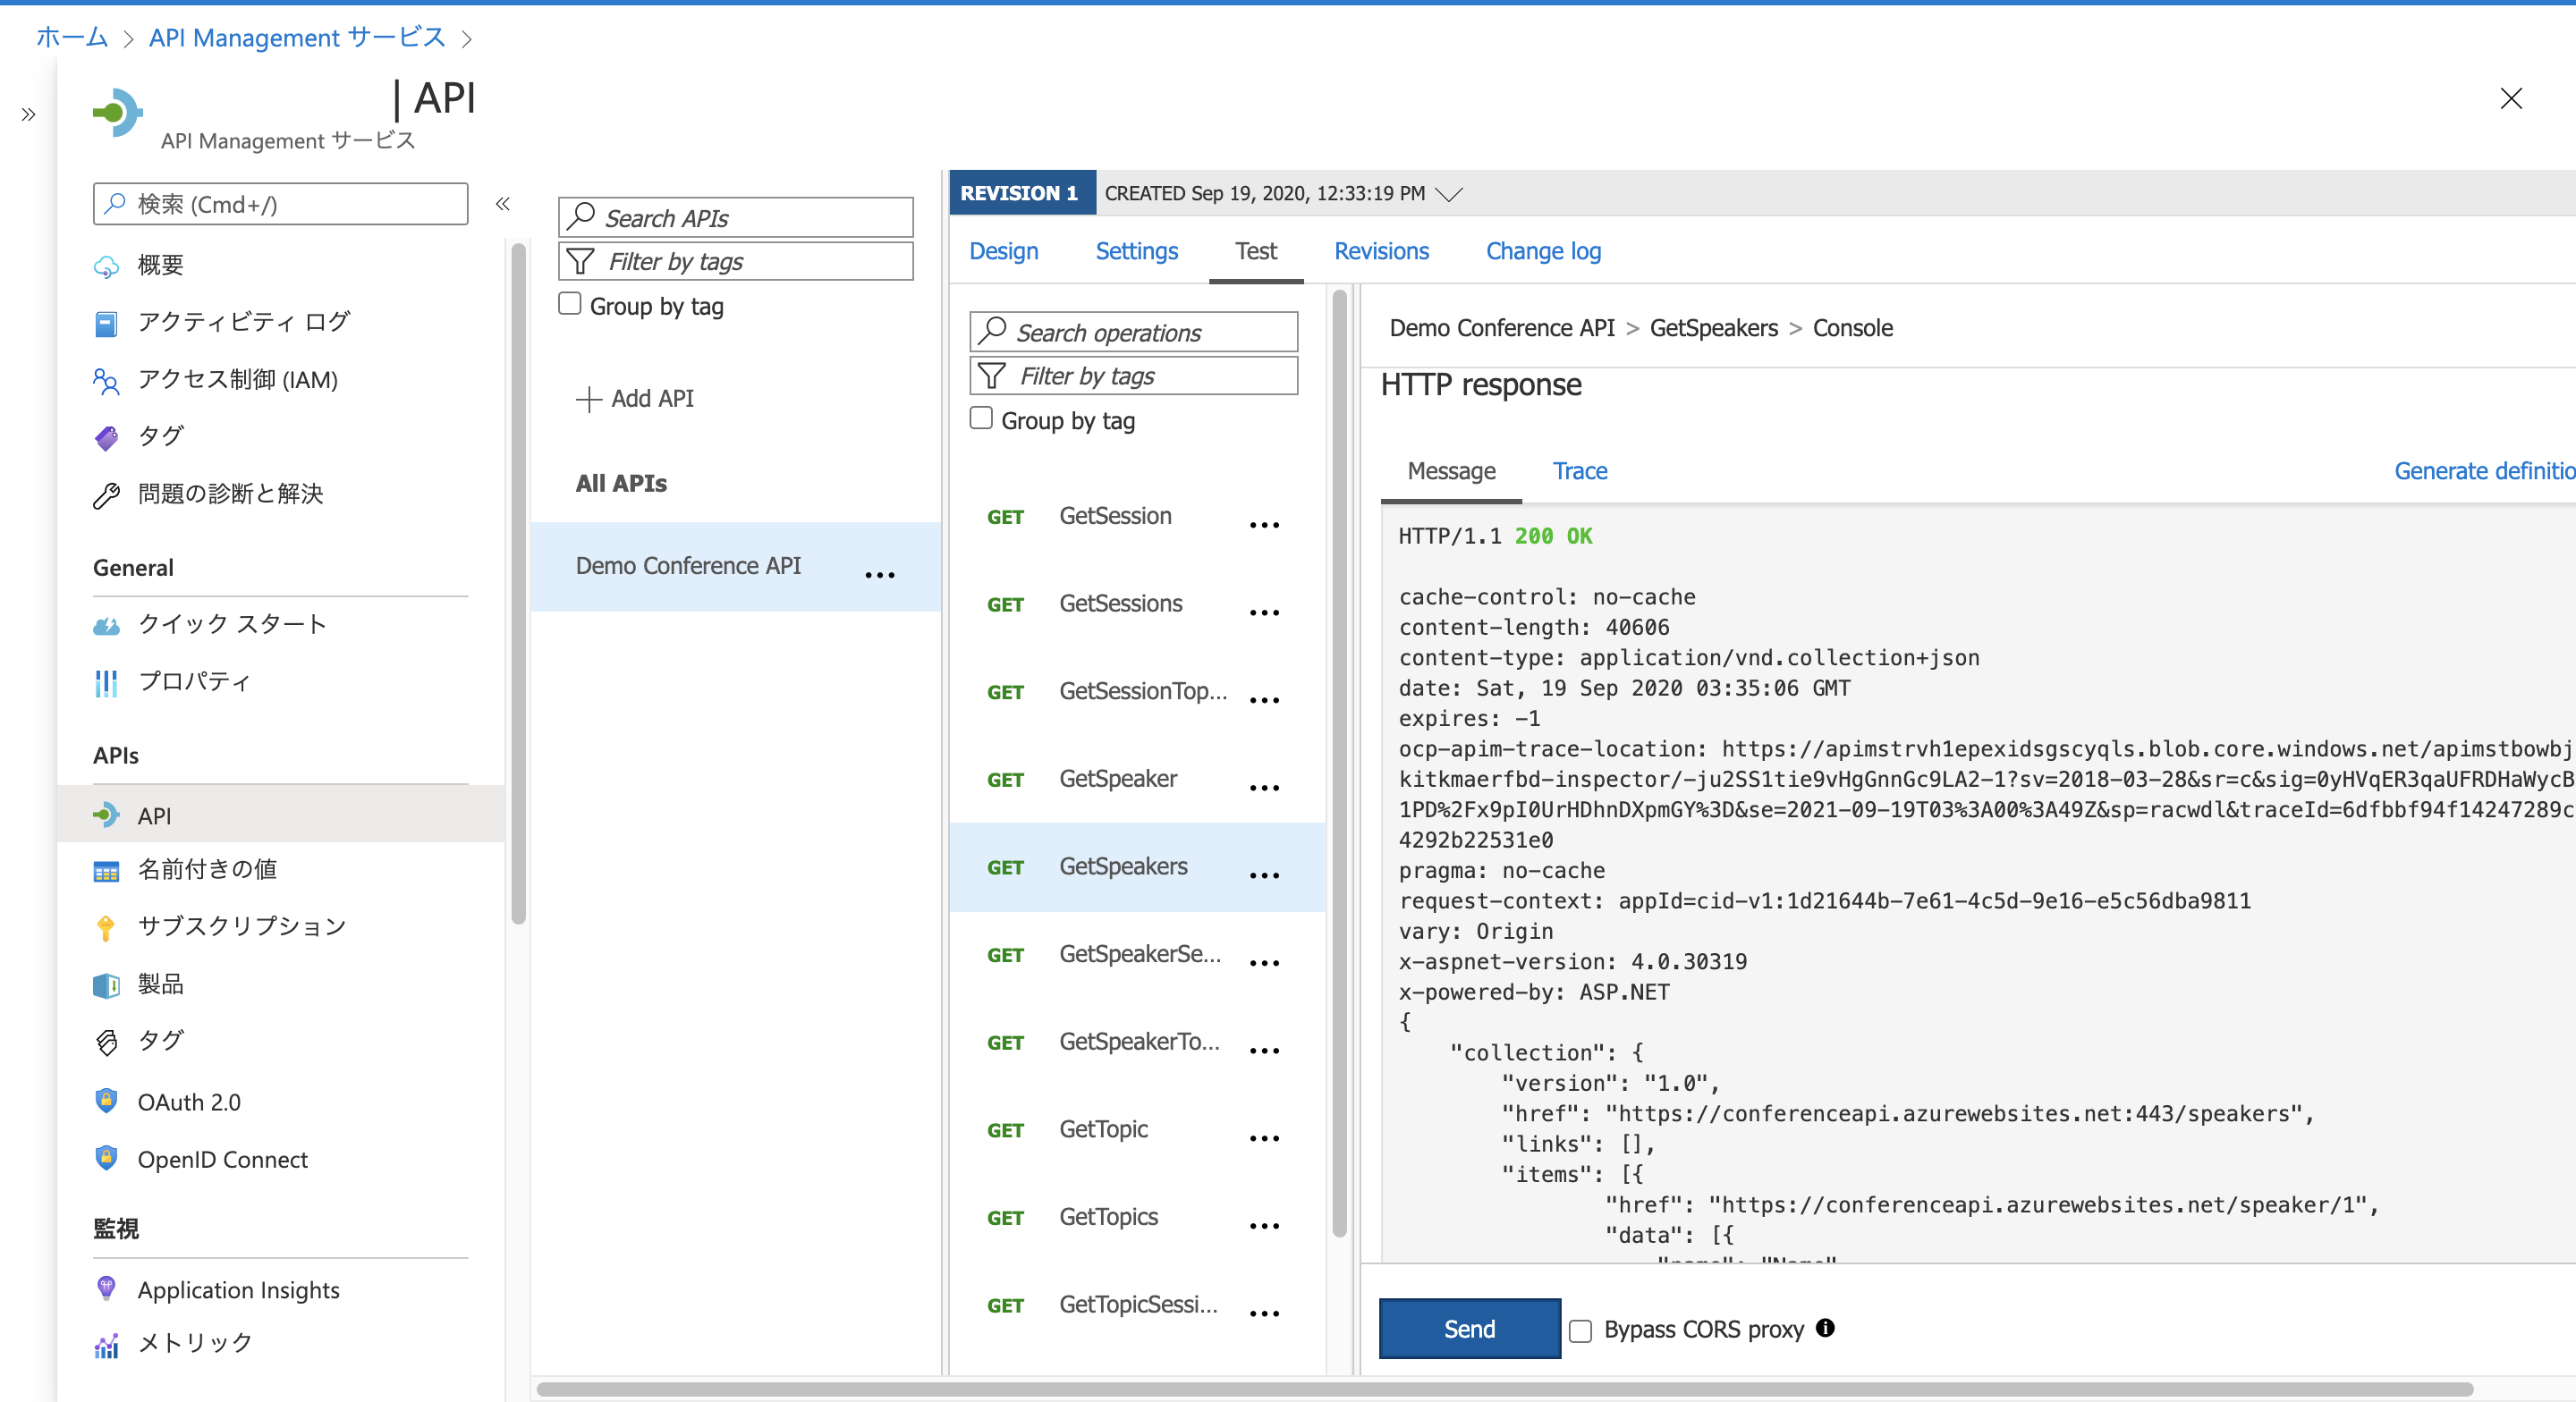 ホーム > API Management サービス >
| API
API Management サービス
検索 (Cmd+/)
概要
アクティビティ ログ
アクセス制御 (IAM)
タグ
問題の診断と解決
General
クイック スタート
プロパティ
APIs
API
名前付きの値
サブスクリプション
製品
タグ
OAuth 2.0
OpenID Connect
監視
Application Insights
メトリック
Search APIs
Filter by tags
Group by tag
Add API
All APIs
Demo Conference API
REVISION 1 CREATED Sep 19, 2020, 12:33:19 PM
Design Settings Test Revisions Change log
Search operations
Filter by tags
Group by tag
GET GetSession
GET GetSessions
GET GetSessionTop...
GET GetSpeaker
GET GetSpeakers
GET GetSpeakerSe...
GET GetSpeakerTo...
GET GetTopic
GET GetTopics
GET GetTopicSessi...
Demo Conference API > GetSpeakers > Console
HTTP response
Message Trace Generate definitio
HTTP/1.1 200 OK
cache-control: no-cache
content-length: 40606
content-type: application/vnd.collection+json
date: Sat, 19 Sep 2020 03:35:06 GMT
expires: -1
ocp-apim-trace-location: https://apimstrvh1epexidsgscyqls.blob.core.windows.net/apimstbowbj
kitkmaerfbd-inspector/-ju2SS1tie9vHgGnnGc9LA2-1?sv=2018-03-28&sr=c&sig=0yHVqER3qaUFRDHaWycB
1PD%2Fx9pI0UrHDhnDXpmGY%3D&se=2021-09-19T03%3A00%3A49Z&sp=racwdl&traceId=6dfbbf94f14247289c
4292b22531e0
pragma: no-cache
request-context: appId=cid-v1:1d21644b-7e61-4c5d-9e16-e5c56dba9811
vary: Origin
x-aspnet-version: 4.0.30319
x-powered-by: ASP.NET
{
"collection": {
"version": "1.0",
"href": "https://conferenceapi.azurewebsites.net:443/speakers",
"links": [],
"items": [{
"href": "https://conferenceapi.azurewebsites.net/speaker/1",
"data": [{
"name": "Name"
Send Bypass CORS proxy